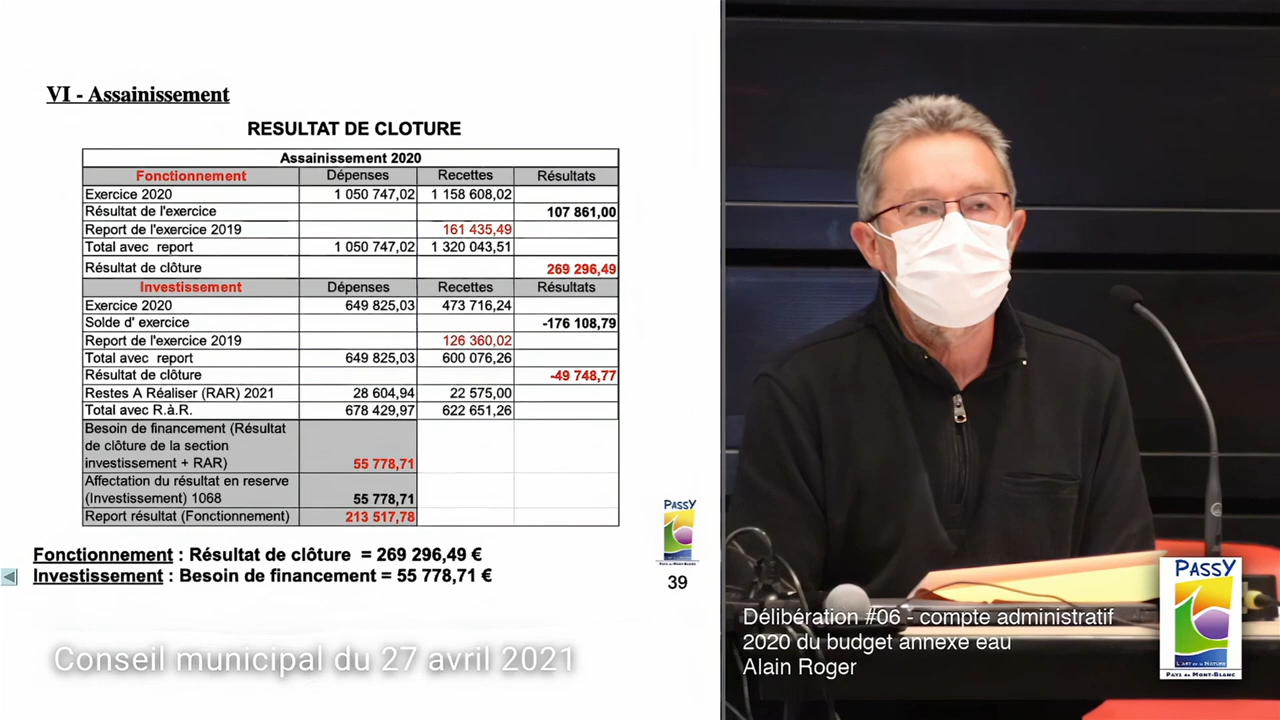 VI - Assainissement
RESULTAT DE CLOTURE
Assainissement 2020
Fonctionnement Dépenses Recettes Résultats
Exercice 2020 1 050 747,02 1 158 608,02
Résultat de l'exercice 107 861,00
Report de l'exercice 2019 161 435,49
Total avec report 1 050 747,02 1 320 043,51
Résultat de clôture 269 296,49
Investissement Dépenses Recettes Résultats
Exercice 2020 649 825,03 473 716,24
Solde d' exercice -176 108,79
Report de l'exercice 2019 126 360,02
Total avec report 649 825,03 600 076,26
Résultat de clôture -49 748,77
Restes A Réaliser (RAR) 2021 28 604,94 22 575,00
Total avec R.à.R. 678 429,97 622 651,26
Besoin de financement (Résultat
de clôture de la section
investissement + RAR) 55 778,71
Affectation du résultat en reserve
(Investissement) 1068 55 778,71
Report résultat (Fonctionnement) 213 517,78
Fonctionnement : Résultat de clôture = 269 296,49 €
Investissement : Besoin de financement = 55 778,71 €
PASSY
39
Conseil municipal du 27 avril 2021
Délibération #06 - compte administratif
2020 du budget annexe eau
Alain Roger
PASSY
L'ART DE LA NATURE
PAYS DU MONT-BLANC